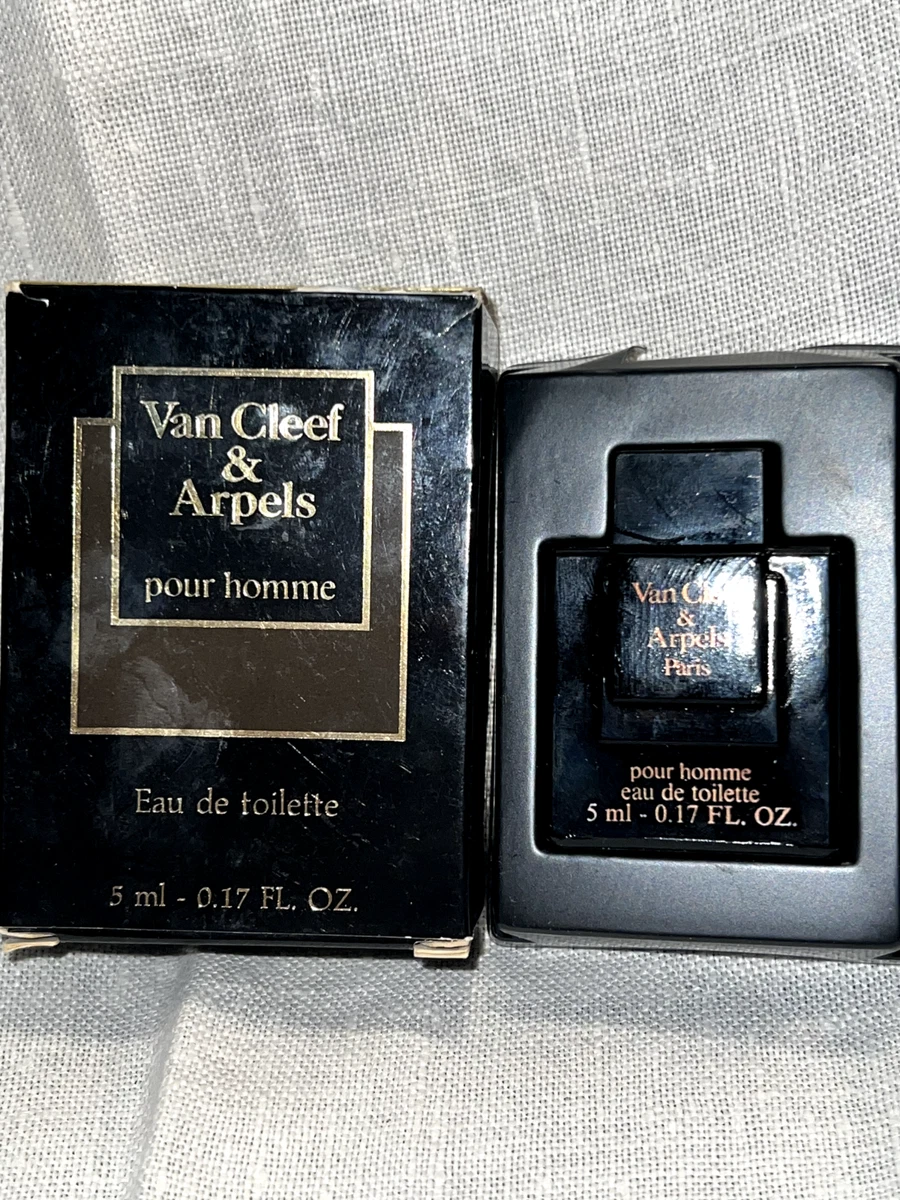 Van Cleef
&
Arpels
pour homme
Eau de toilette
5 ml - 0.17 FL. OZ.
Van
&
Arpels
Paris
pour homme
eau de toilette
5 ml - 0.17 FL. OZ.